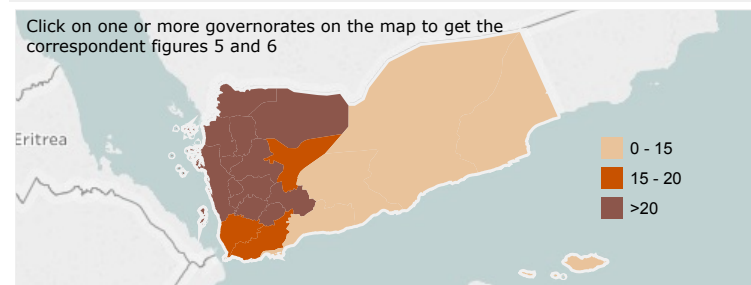 Click on one or more governorates on the map to get the
correspondent figures 5 and 6
Eritrea
0 - 15
15 - 20
>20